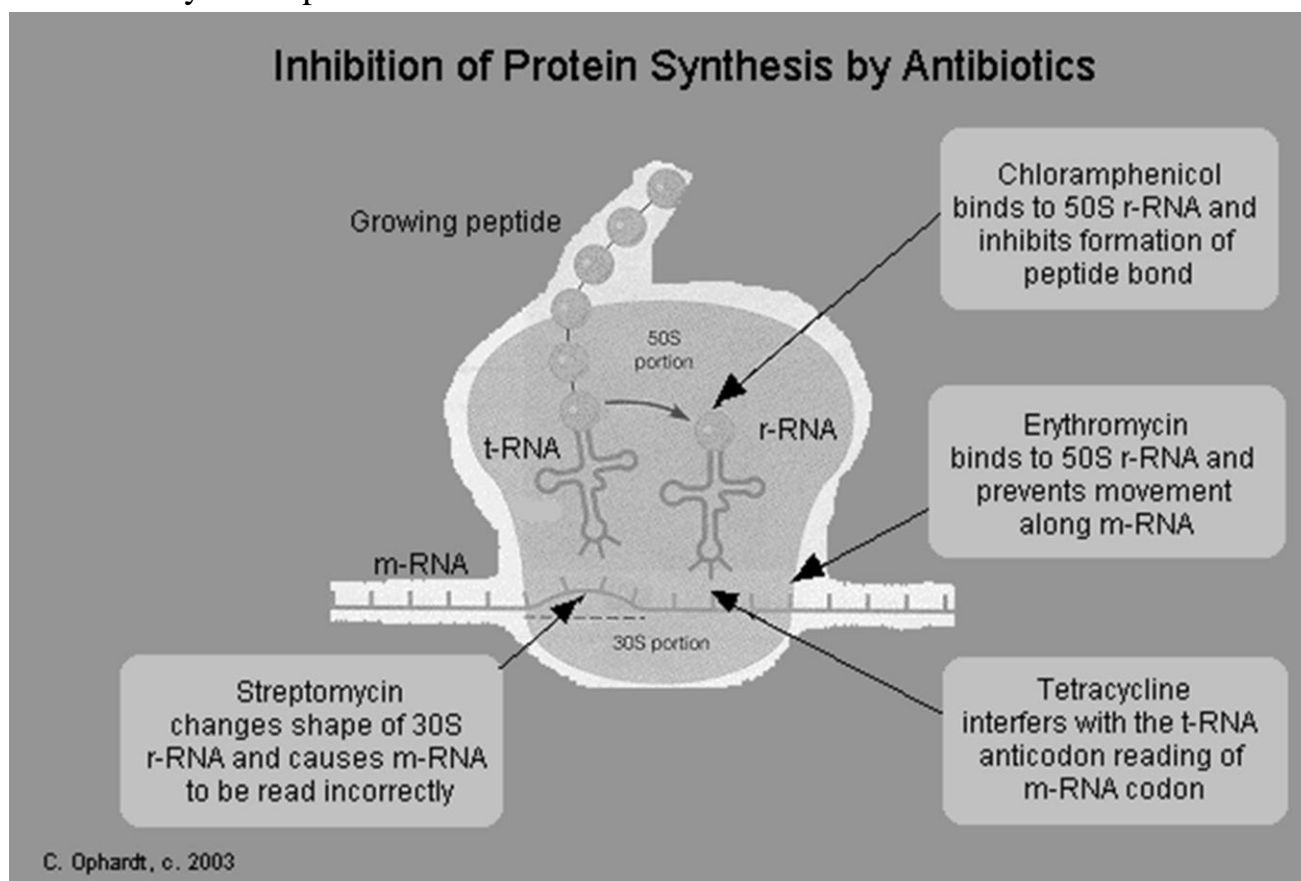 Inhibition of Protein Synthesis by Antibiotics
Chloramphenicol
binds to 50S r-RNA and
inhibits formation of
peptide bond
Growing peptide
50S
portion
t-RNA
r-RNA
Erythromycin
binds to 50S r-RNA and
prevents movement
along m-RNA
m-RNA
30S portion
Streptomycin
changes shape of 30S
r-RNA and causes m-RNA
to be read incorrectly
Tetracycline
interfers with the t-RNA
anticodon reading of
m-RNA codon
C. Ophardt, c. 2003